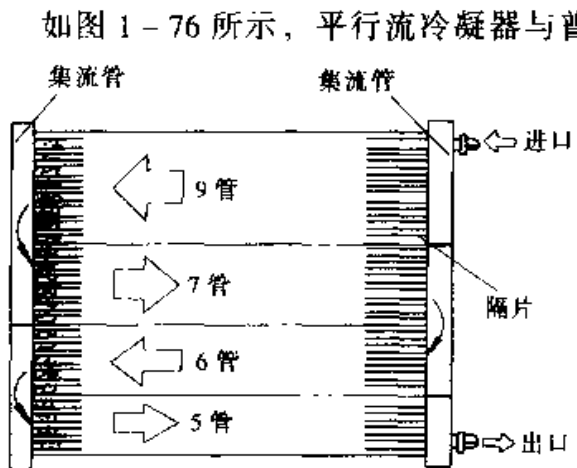 如图 1-76 所示，平行流冷凝器与普
集流管
集流管
进口
9 管
7 管
隔片
6 管
5 管
出口